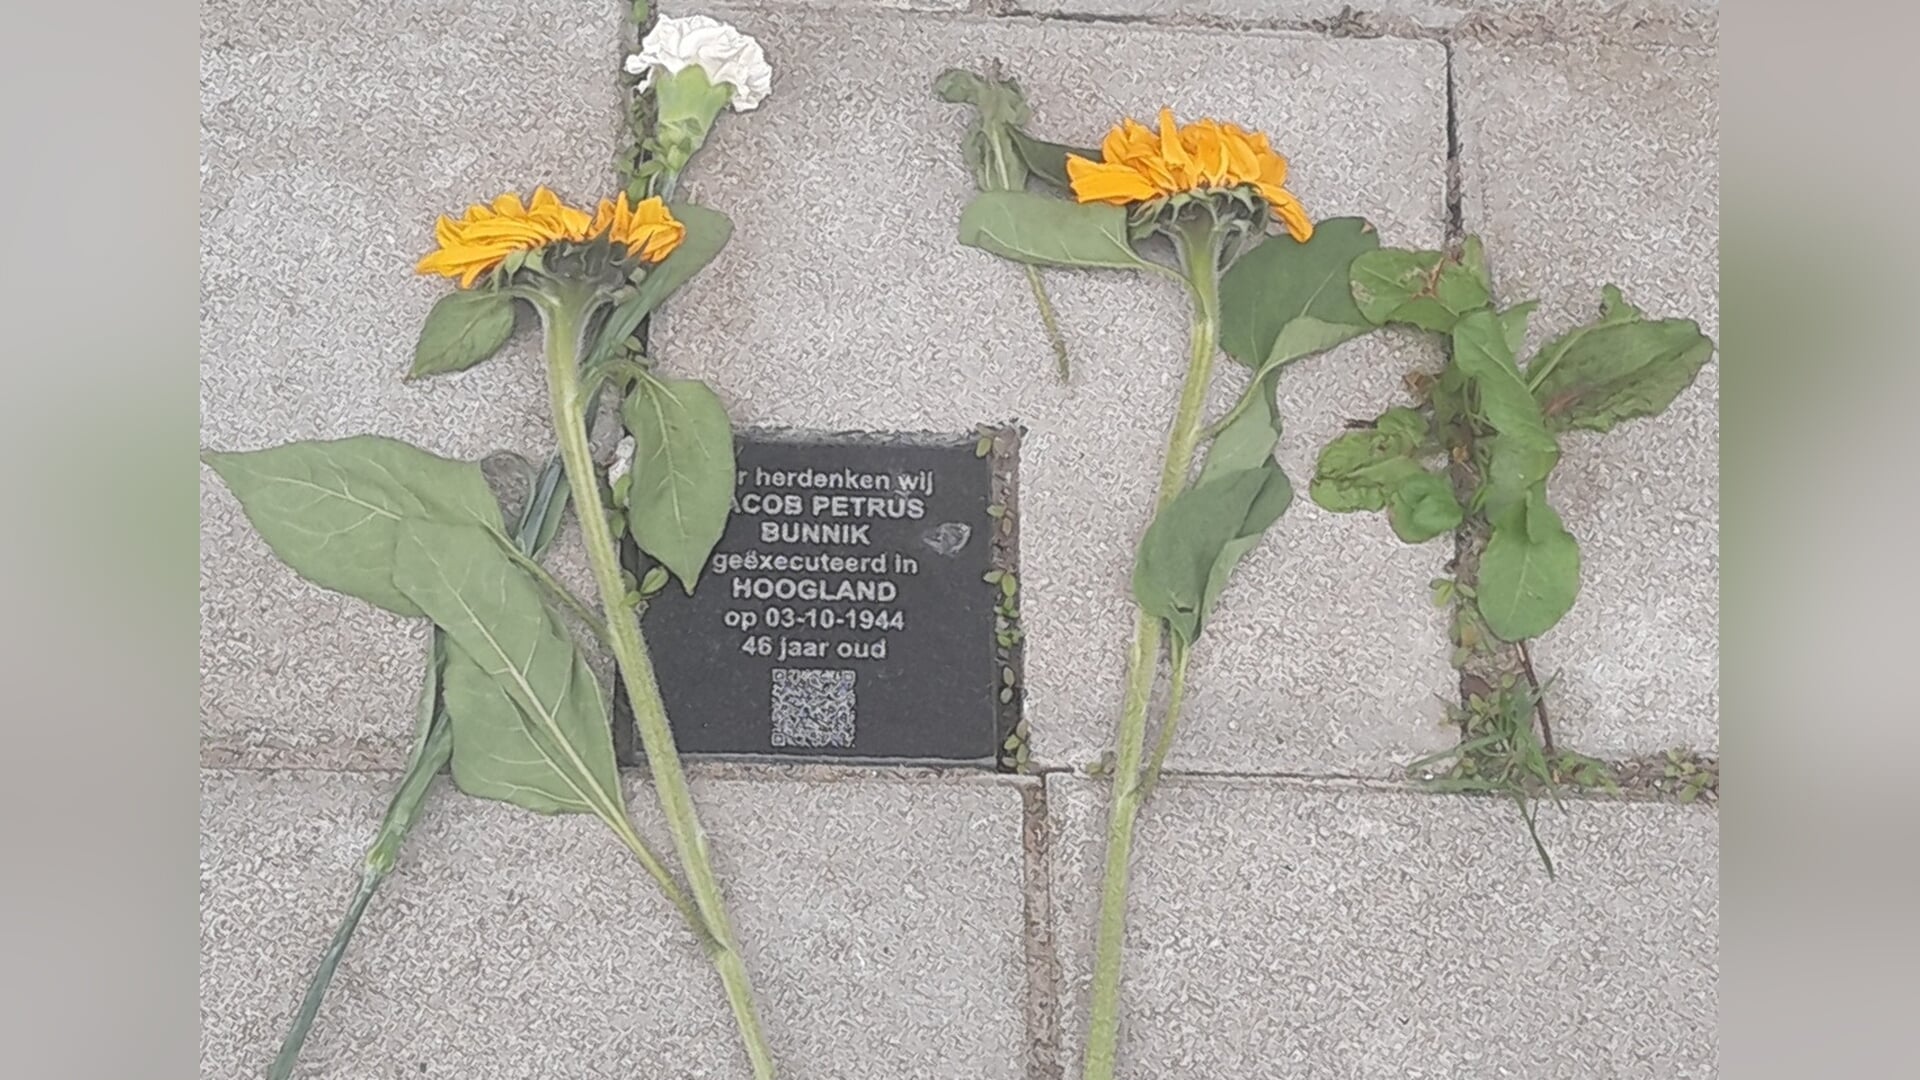 r herdenken wij
ACOB PETRUS
BUNNIK
geëxecuteerd in
HOOGLAND
op 03-10-1944
46 jaar oud